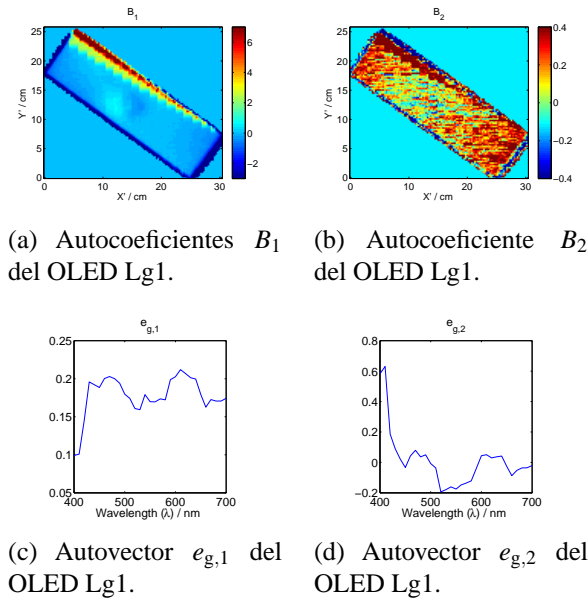 B1
B2
25
20
15
10
5
0
Y' / cm
0 10 20 30
X' / cm
6
4
2
0
−2
25
20
15
10
5
0
Y' / cm
0 10 20 30
X' / cm
0.4
0.2
0
−0.2
−0.4
(a) Autocoeficientes B1
del OLED Lg1.
(b) Autocoeficiente B2
del OLED Lg1.
eg,1
0.25
0.2
0.15
0.1
0.05
400 500 600 700
Wavelength (λ) / nm
eg,2
0.8
0.6
0.4
0.2
0
−0.2
400 500 600 700
Wavelength (λ) / nm
(c) Autovector eg,1 del
OLED Lg1.
(d) Autovector eg,2 del
OLED Lg1.